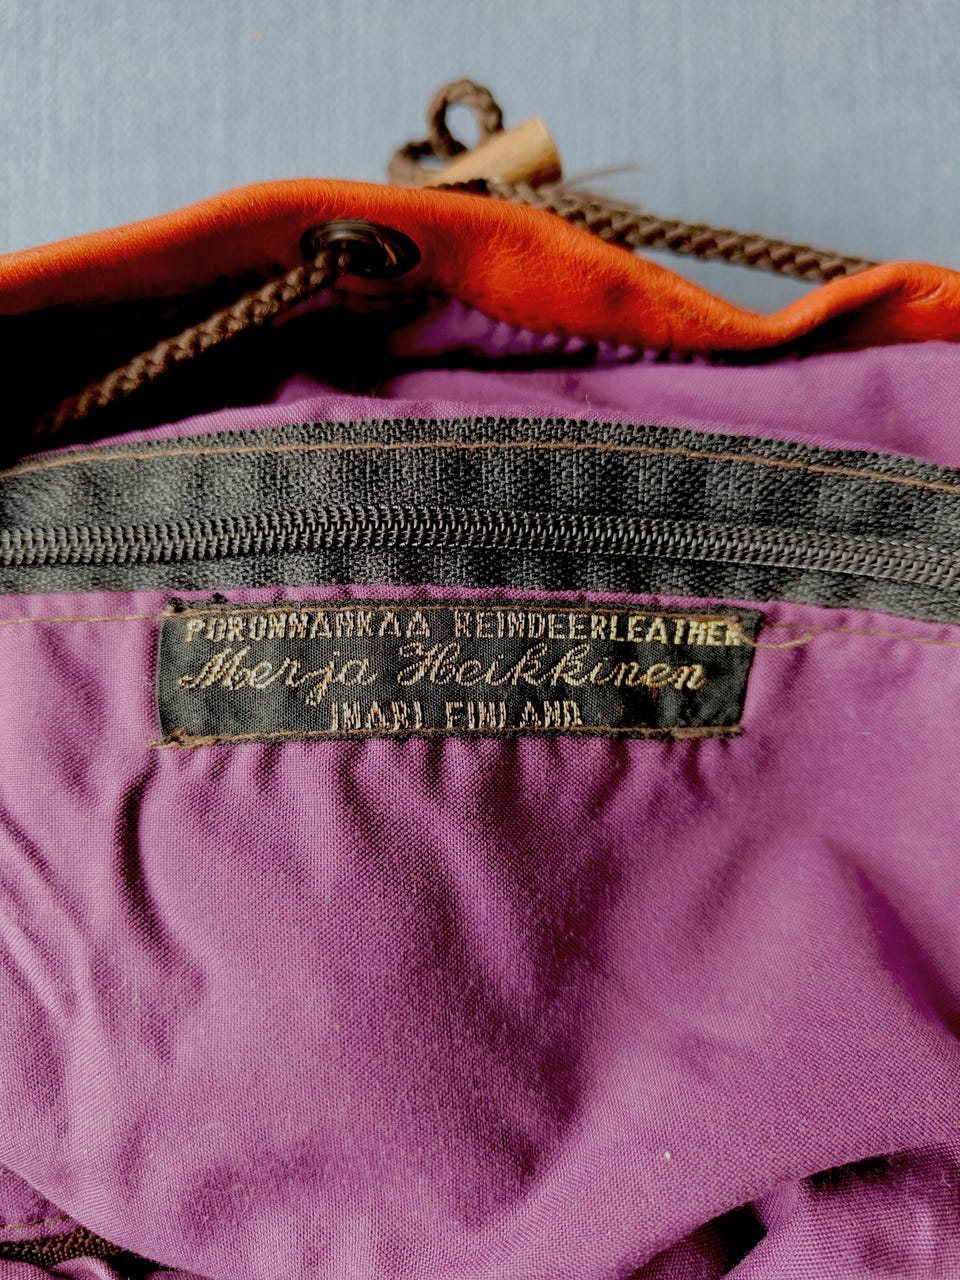 PORONNAHKAA REINDEERLEATHER
Merja Heikkinen
INARI FINLAND